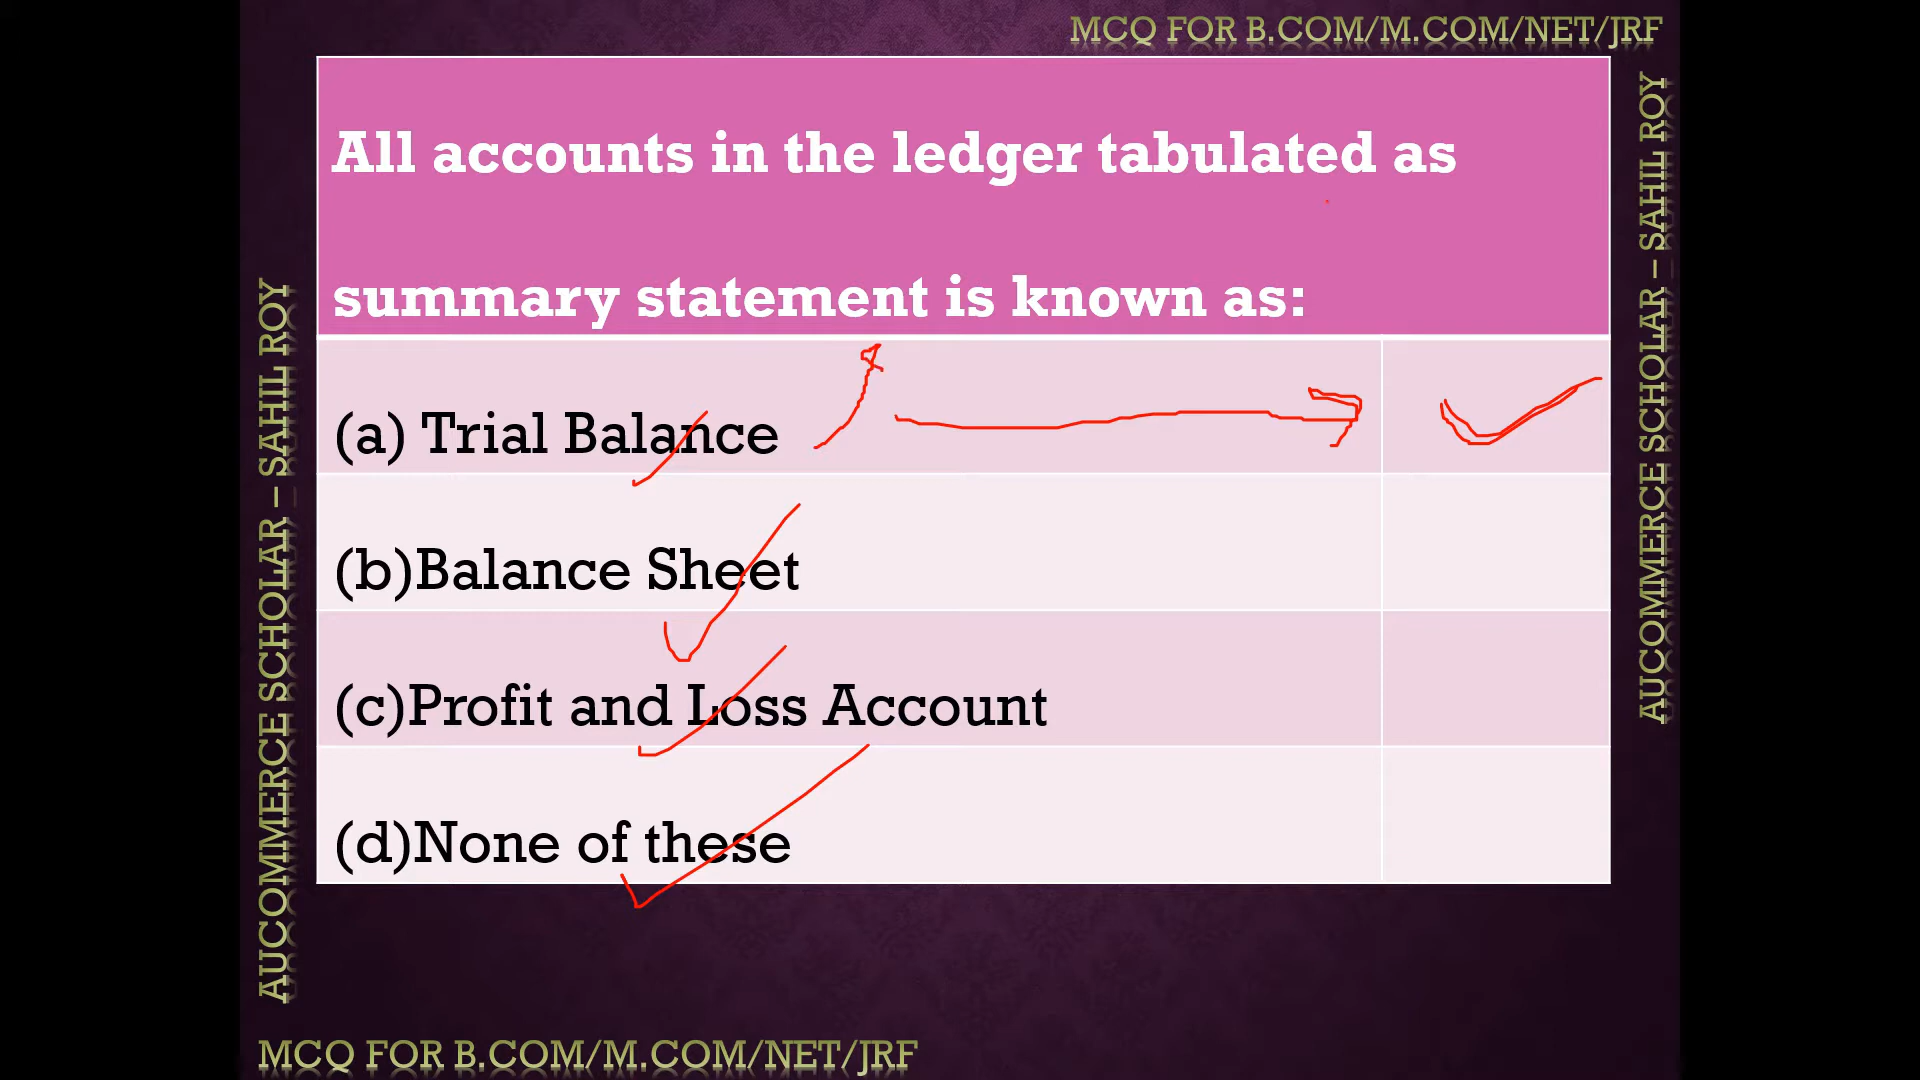 MCQ FOR B.COM/M.COM/NET/JRF
All accounts in the ledger tabulated as
summary statement is known as:
(a) Trial Balance
(b)Balance Sheet
(c)Profit and Loss Account
(d)None of these
AUCOMMERCE SCHOLAR – SAHIL ROY
AUCOMMERCE SCHOLAR – SAHIL ROY
MCQ FOR B.COM/M.COM/NET/JRF